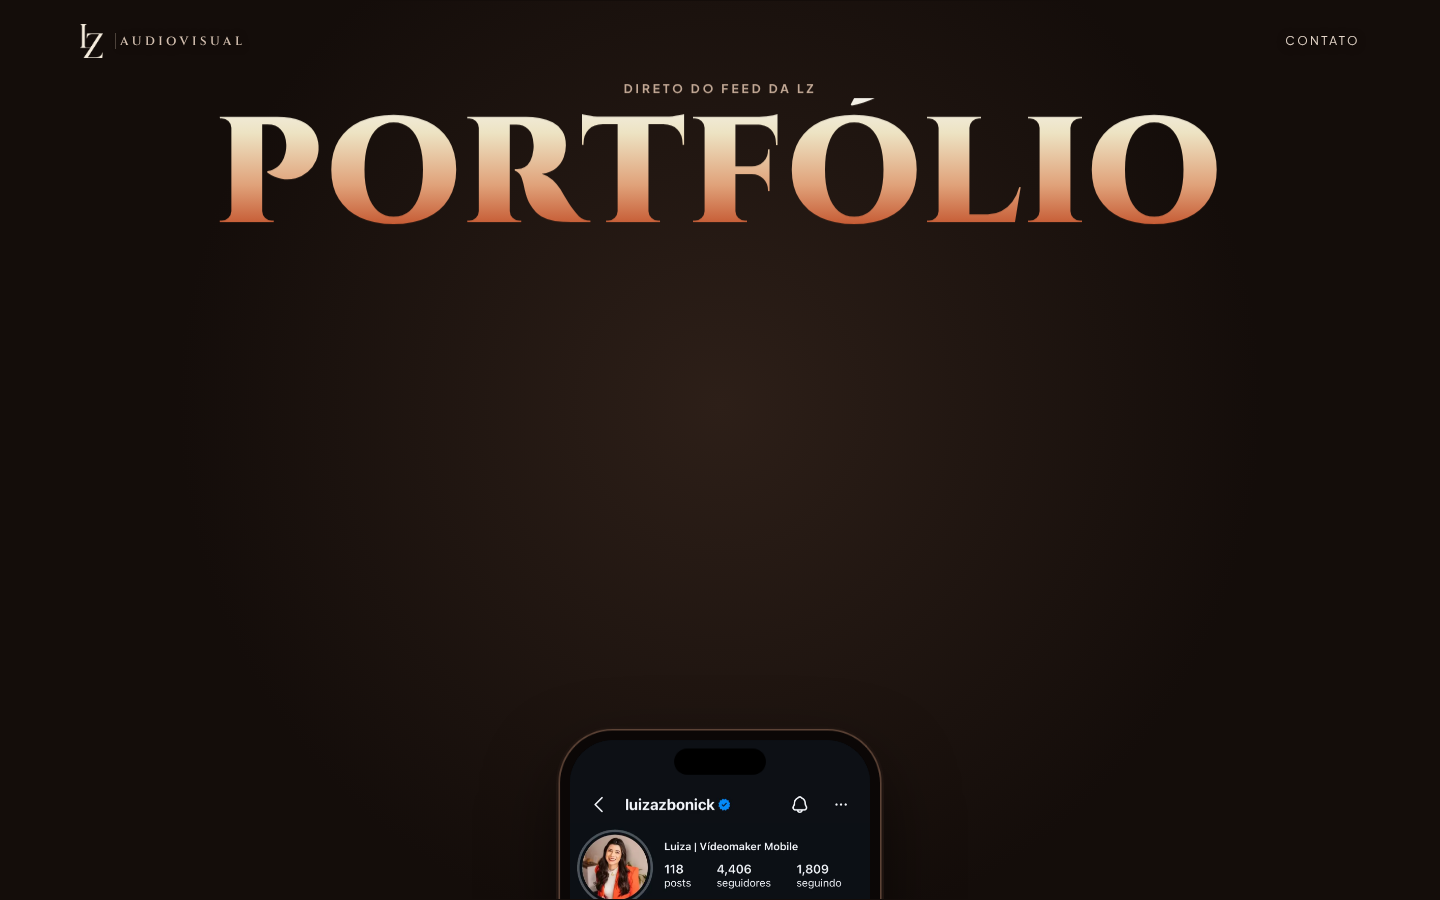 LZ | AUDIOVISUAL
CONTATO
DIRETO DO FEED DA LZ
PORTFÓLIO
luizazbonick
Luiza | Vídeomaker Mobile
118 4,406 1,809
posts seguidores seguindo